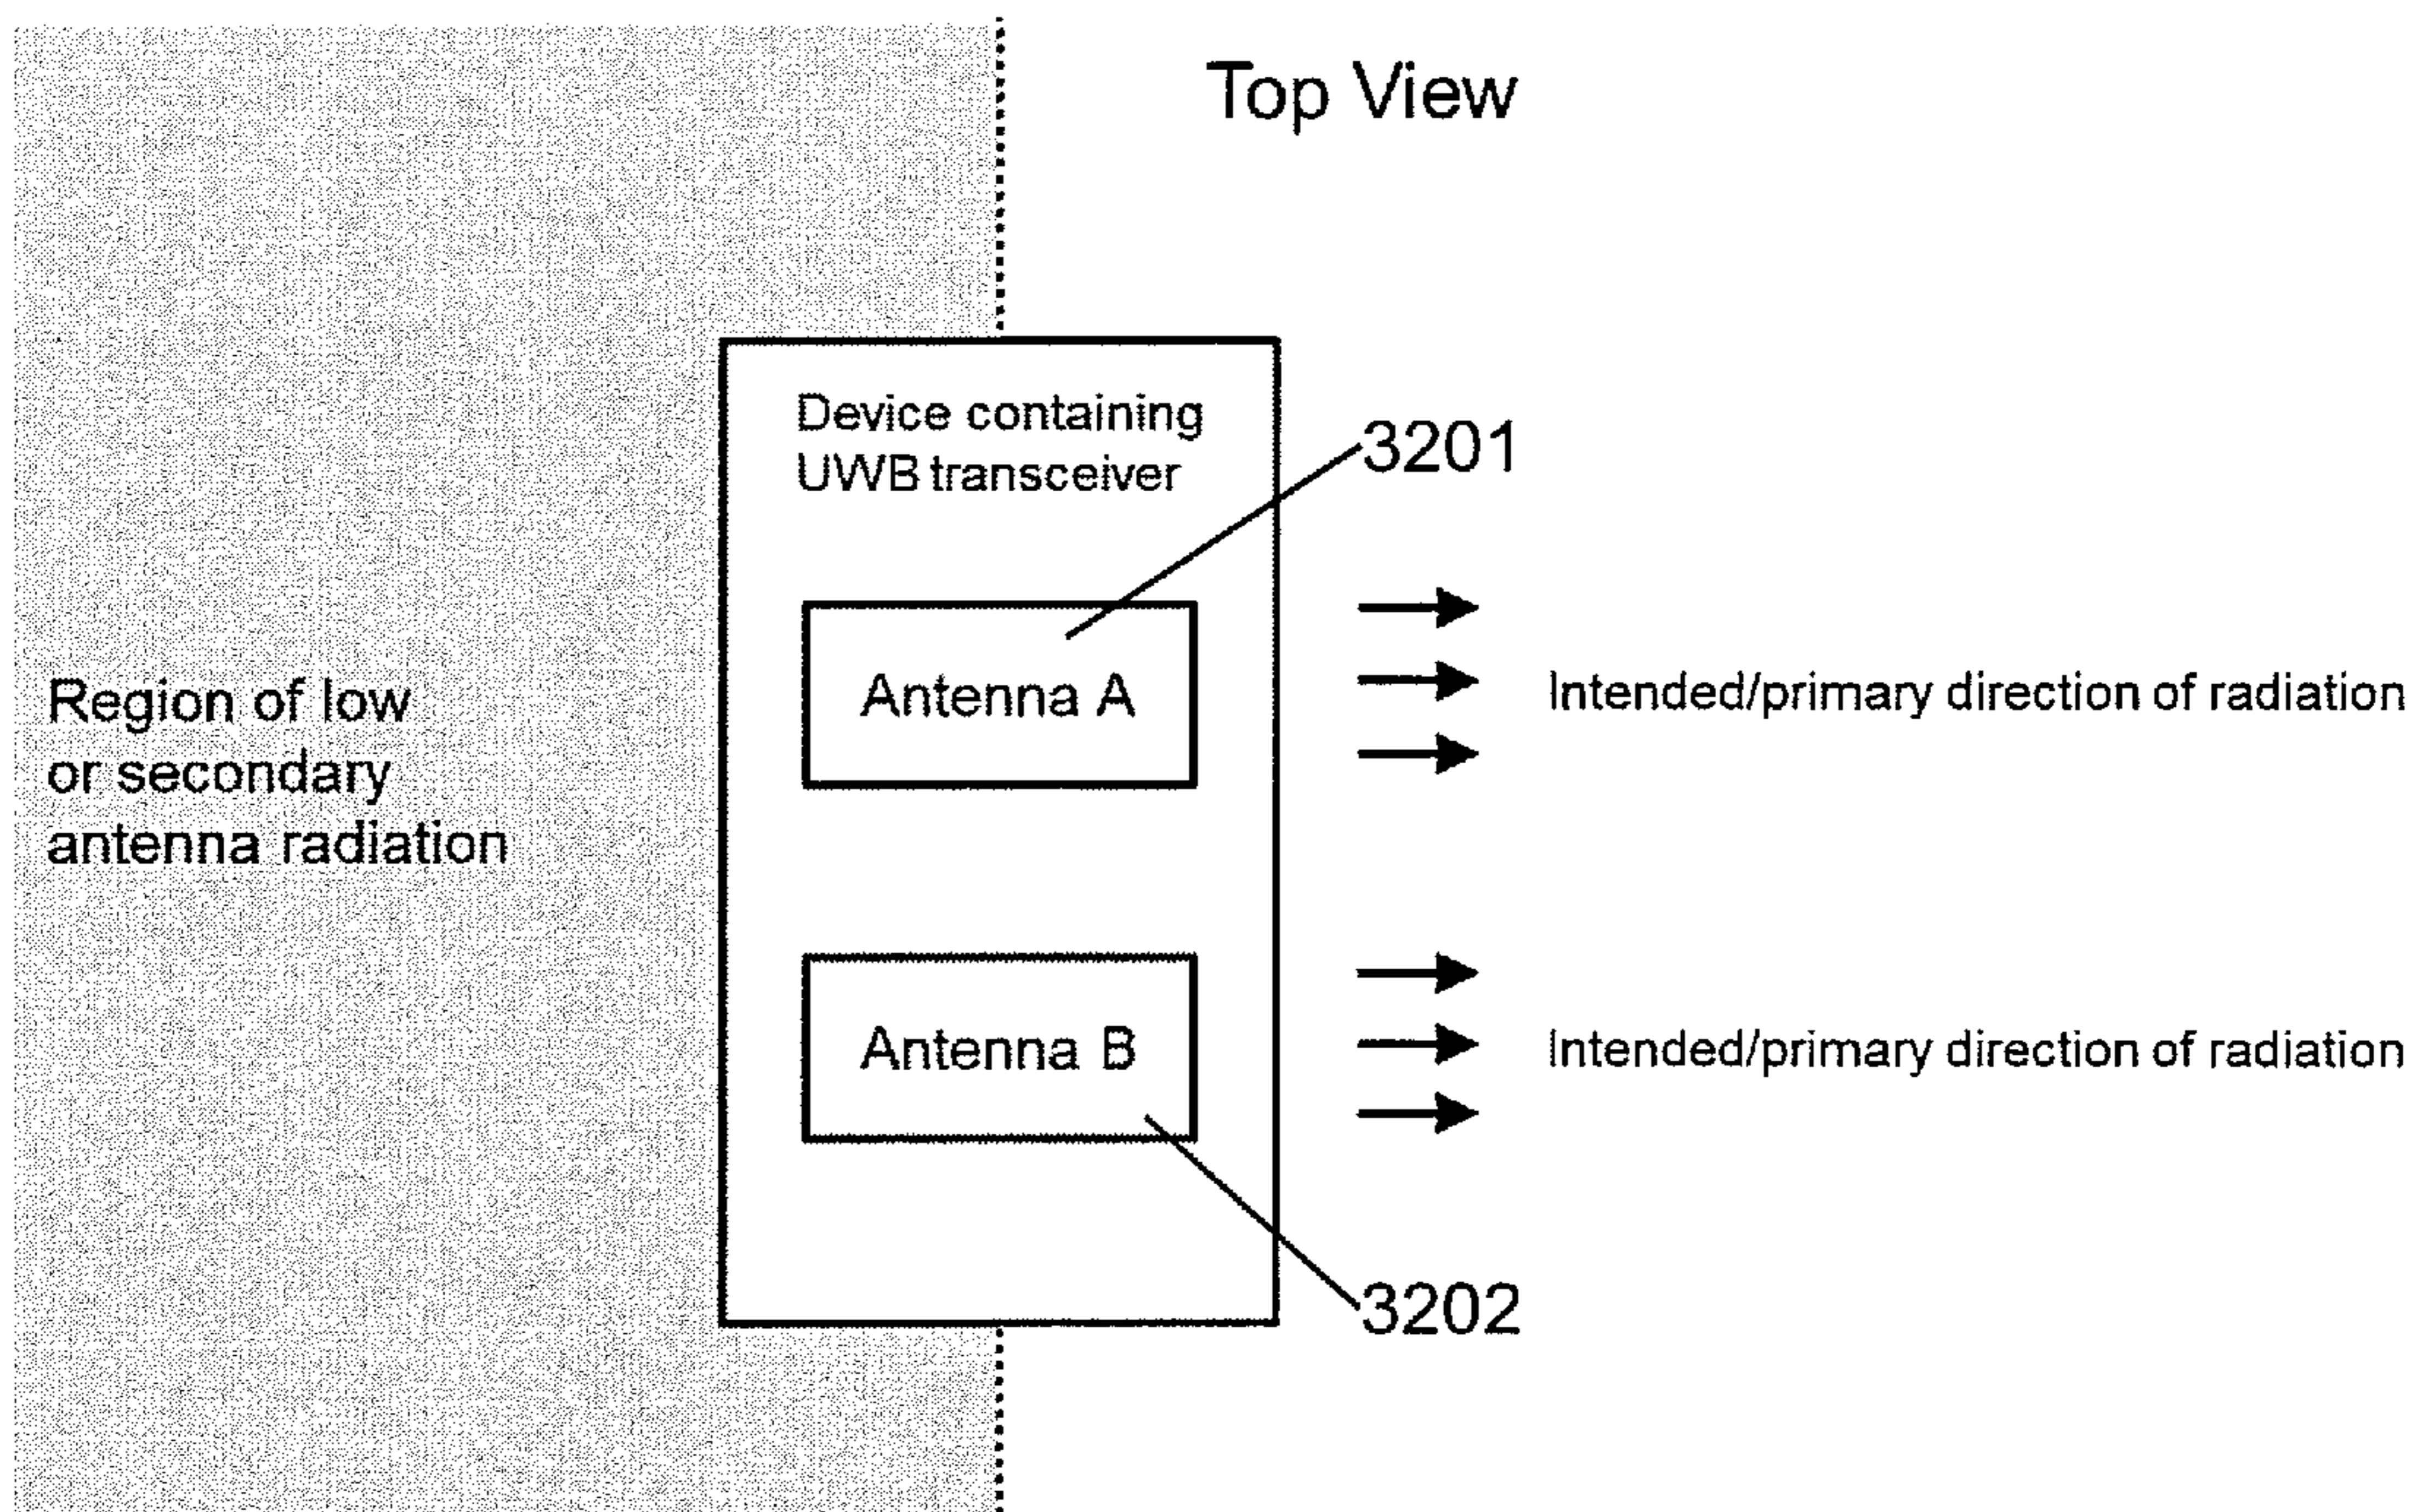 Top View
Device containing
UWB transceiver
3201
Antenna A
Intended/primary direction of radiation
Region of low
or secondary
antenna radiation
Antenna B
Intended/primary direction of radiation
3202